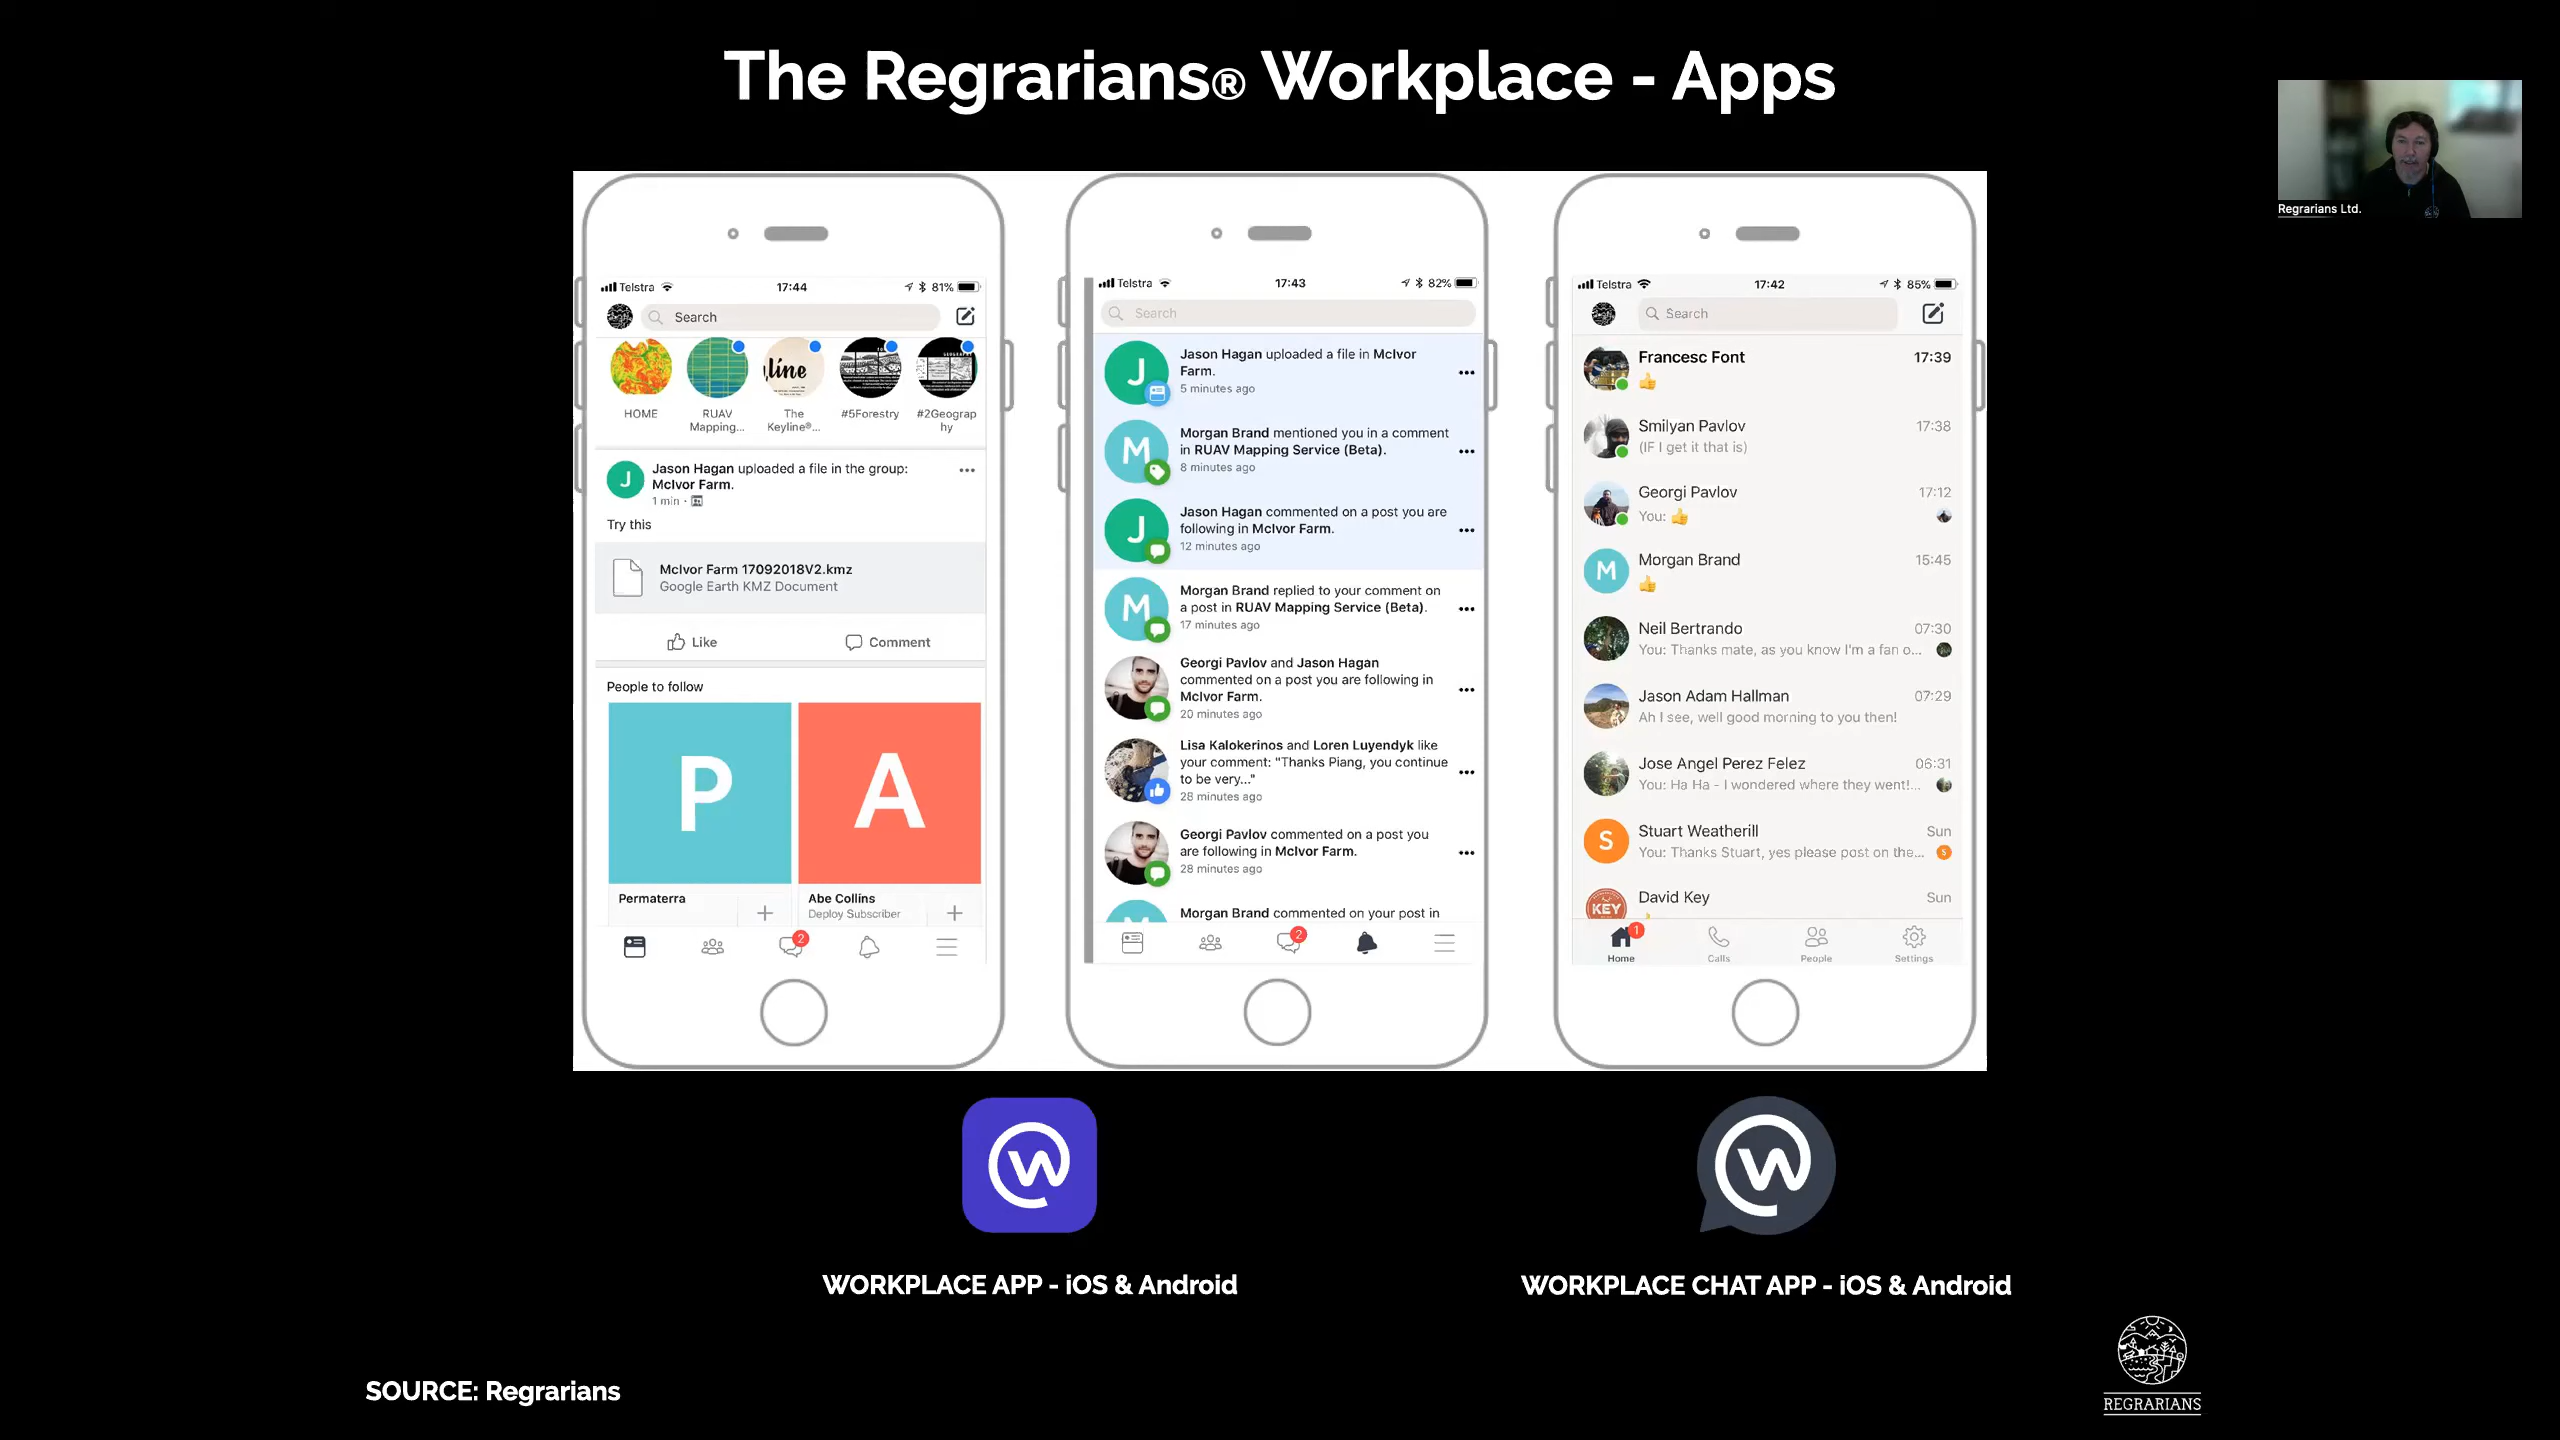 The Regrarians® Workplace - Apps
Regrarians Ltd.
Telstra 17:44 81%
Search
line
HOME
RUAV Mapping...
The Keyline®...
#5Forestry
#2Geography
Jason Hagan uploaded a file in the group:
McIvor Farm.
1 min ·
Try this
McIvor Farm 17092018V2.kmz
Google Earth KMZ Document
Like Comment
People to follow
P A
Permaterra
Abe Collins
Deploy Subscriber
2
Telstra 17:43 82%
Search
J
Jason Hagan uploaded a file in McIvor
Farm.
5 minutes ago
M
Morgan Brand mentioned you in a comment
in RUAV Mapping Service (Beta).
8 minutes ago
J
Jason Hagan commented on a post you are
following in McIvor Farm.
12 minutes ago
M
Morgan Brand replied to your comment on
a post in RUAV Mapping Service (Beta).
17 minutes ago
Georgi Pavlov and Jason Hagan
commented on a post you are following in
McIvor Farm.
20 minutes ago
Lisa Kalokerinos and Loren Luyendyk like
your comment: "Thanks Piang, you continue
to be very..."
28 minutes ago
Georgi Pavlov commented on a post you
are following in McIvor Farm.
28 minutes ago
Morgan Brand commented on your post in
2
Telstra 17:42 85%
Search
Francesc Font 17:39
👍
Smilyan Pavlov 17:38
(IF I get it that is)
Georgi Pavlov 17:12
You: 👍
M
Morgan Brand 15:45
👍
Neil Bertrando 07:30
You: Thanks mate, as you know I'm a fan o...
Jason Adam Hallman 07:29
Ah I see, well good morning to you then!
Jose Angel Perez Felez 06:31
You: Ha Ha - I wondered where they went!...
S
Stuart Weatherill Sun
You: Thanks Stuart, yes please post on the... S
KEY
David Key Sun
1
Home Calls People Settings
WORKPLACE APP - iOS & Android
WORKPLACE CHAT APP - iOS & Android
SOURCE: Regrarians
REGRARIANS